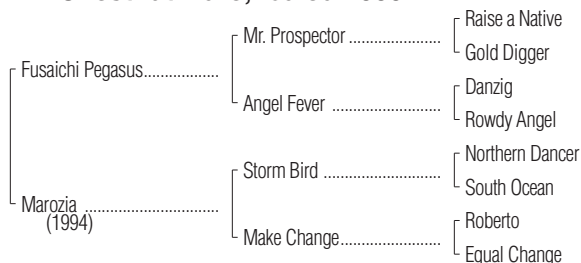 Raise a Native
Mr. Prospector ....................
Gold Digger
Fusaichi Pegasus..................
Danzig
Angel Fever ..........................
Rowdy Angel
Northern Dancer
Storm Bird ...........................
South Ocean
Marozia ................................
(1994)
Roberto
Make Change........................
Equal Change